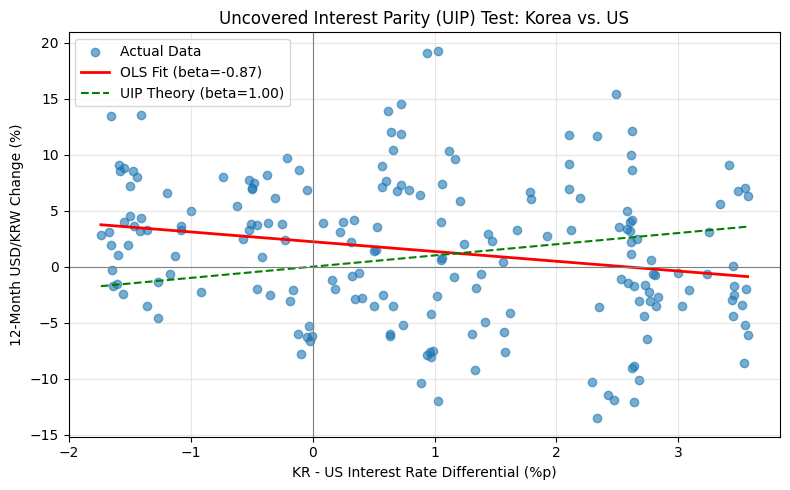 Uncovered Interest Parity (UIP) Test: Korea vs. US
Actual Data
OLS Fit (beta=-0.87)
UIP Theory (beta=1.00)
12-Month USD/KRW Change (%)
20
15
10
5
0
−5
−10
−15
−2
−1
0
1
2
3
KR - US Interest Rate Differential (%p)